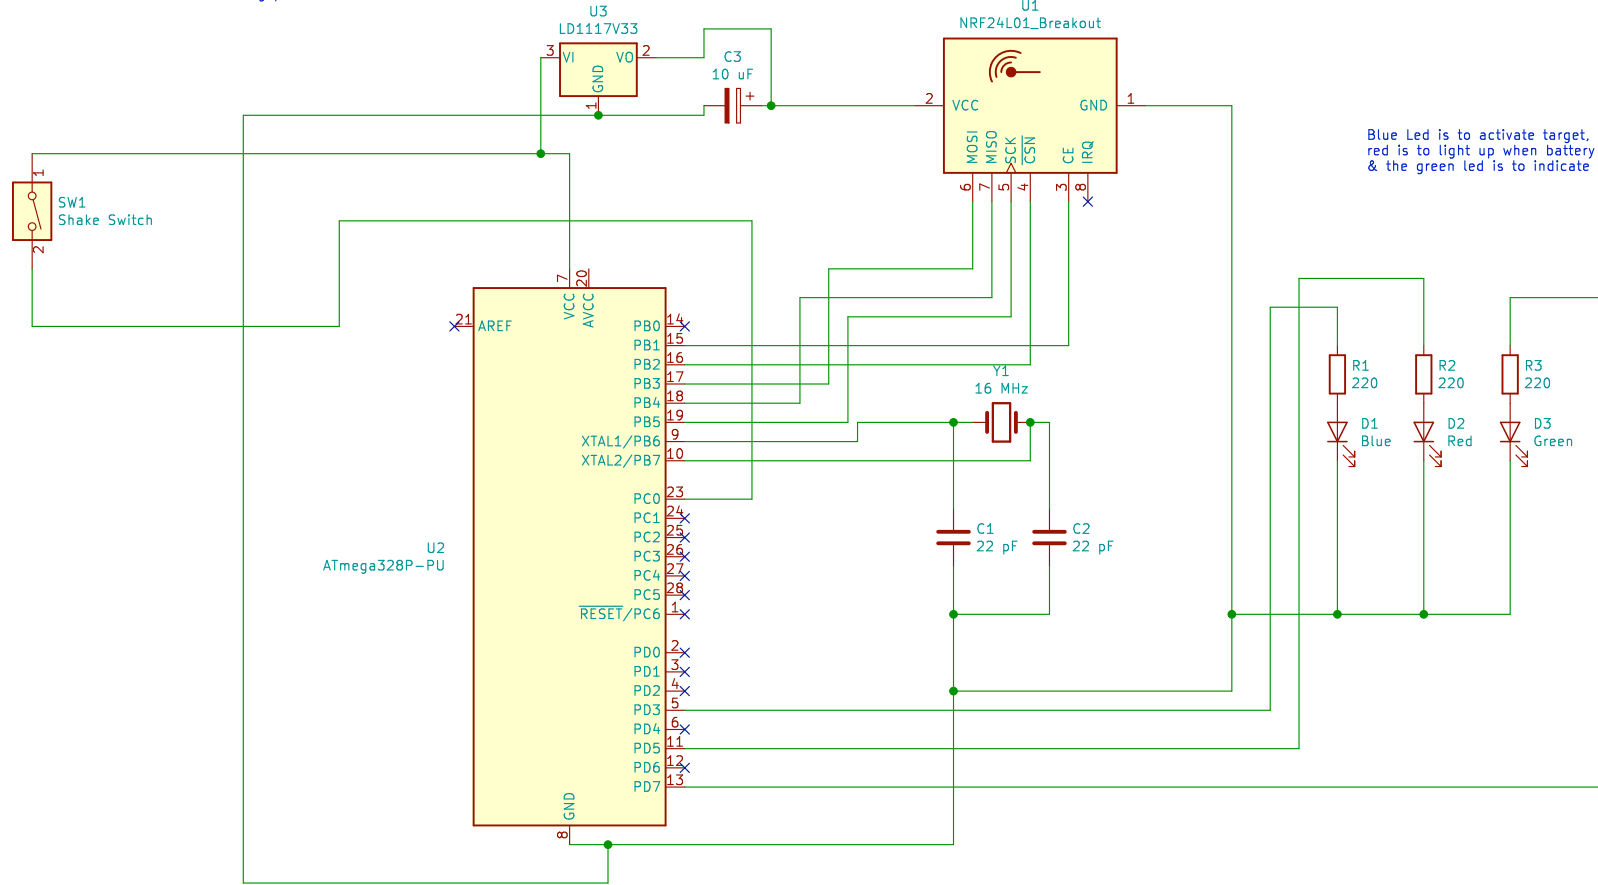 U3
LD1117V33
3
VI
VO
2
GND
1
C3
10 uF
+
U1
NRF24L01_Breakout
2
VCC
GND
1
MOSI
MISO
SCK
CSN
CE
IRQ
6
7
5
4
3
8
Blue Led is to activate target,
red is to light up when battery
& the green led is to indicate
1
SW1
Shake Switch
2
7
20
VCC
AVCC
21
AREF
PB0
14
PB1
15
PB2
16
PB3
17
PB4
18
PB5
19
XTAL1/PB6
9
XTAL2/PB7
10
PC0
23
PC1
24
PC2
25
PC3
26
PC4
27
PC5
28
RESET/PC6
1
PD0
2
PD1
3
PD2
4
PD3
5
PD4
6
PD5
11
PD6
12
PD7
13
GND
8
U2
ATmega328P-PU
Y1
16 MHz
C1
22 pF
C2
22 pF
R1
220
R2
220
R3
220
D1
Blue
D2
Red
D3
Green